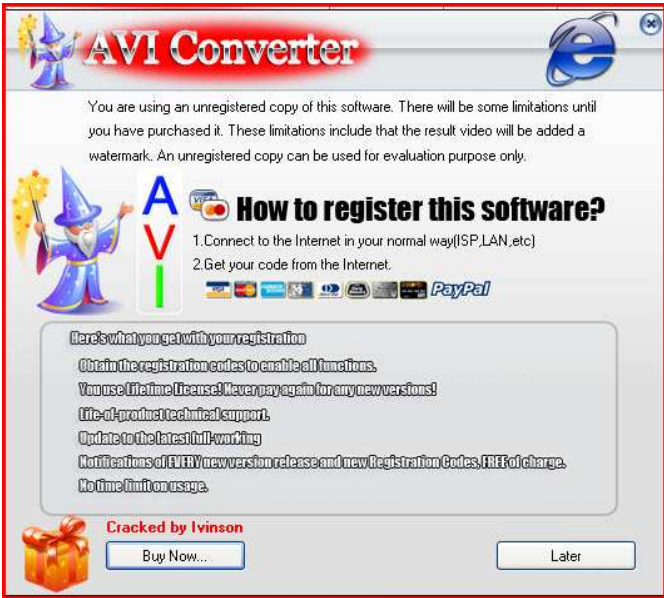 AVI Converter
You are using an unregistered copy of this software. There will be some limitations until
you have purchased it. These limitations include that the result video will be added a
watermark. An unregistered copy can be used for evaluation purpose only.
A
V
I
VISA
How to register this software?
1.Connect to the Internet in your normal way(ISP,LAN,etc)
2.Get your code from the Internet.
PayPal
Here's what you get with your registration
Obtain the registration codes to enable all functions.
You use Lifetime License! Never pay again for any new versions!
Life-of-product technical support.
Update to the latest full-working
Notifications of EVERY new version release and new Registration Codes, FREE of charge.
No time limit on usage.
Cracked by Ivinson
Buy Now...
Later